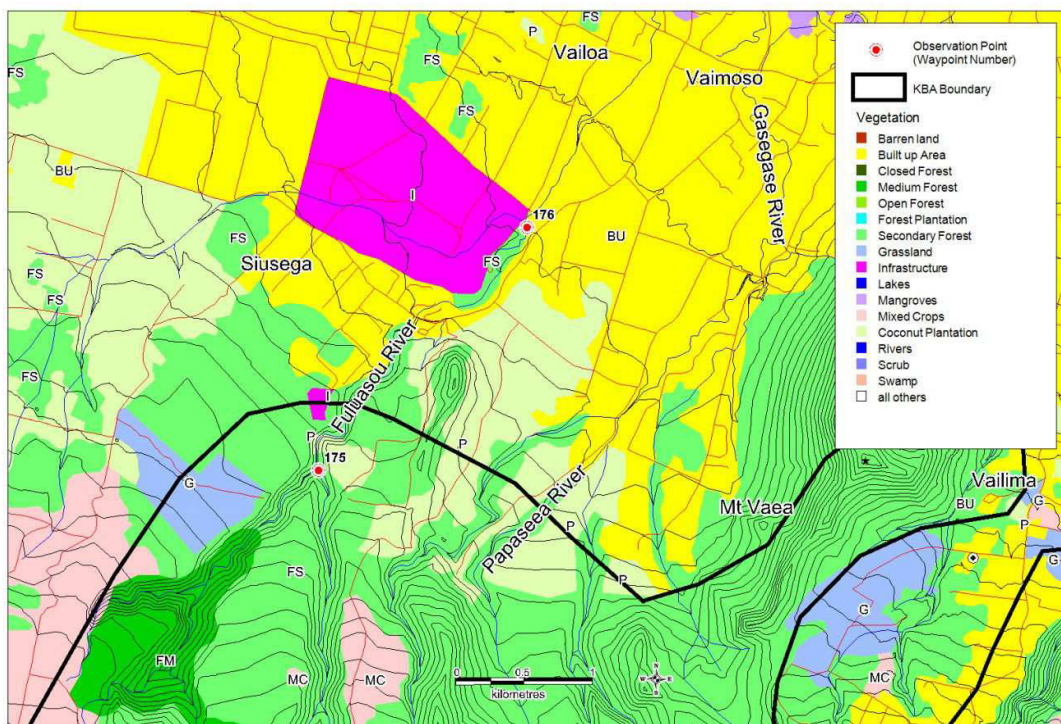 FS
P
Vailoa
FS
Vaimoso
FS
FS
Gasegase River
BU
I
176
FS
BU
FS
Siusega
FS
FS
Fuluasou River
I
FS
P
P
175
G
Papaseea River
P
Mt Vaea
FS
P
FM
MC
MC
0 0.5 1
kilometres
N
W E
S
Vailima
BU
G
P
G
G
MC
Observation Point
(Waypoint Number)
KBA Boundary
Vegetation
Barren land
Built up Area
Closed Forest
Medium Forest
Open Forest
Forest Plantation
Secondary Forest
Grassland
Infrastructure
Lakes
Mangroves
Mixed Crops
Coconut Plantation
Rivers
Scrub
Swamp
all others